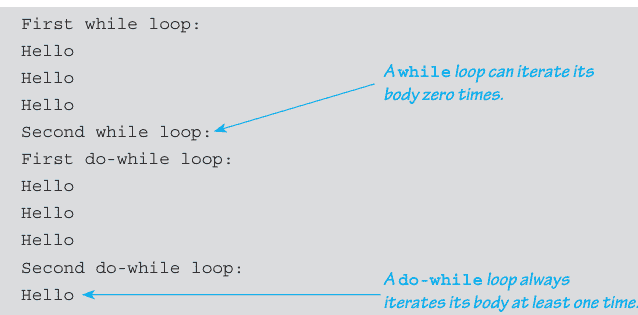 First while loop:
Hello
Hello
Hello
Second while loop:
First do-while loop:
Hello
Hello
Hello
Second do-while loop:
Hello
A while loop can iterate its
body zero times.
A do-while loop always
iterates its body at least one time.